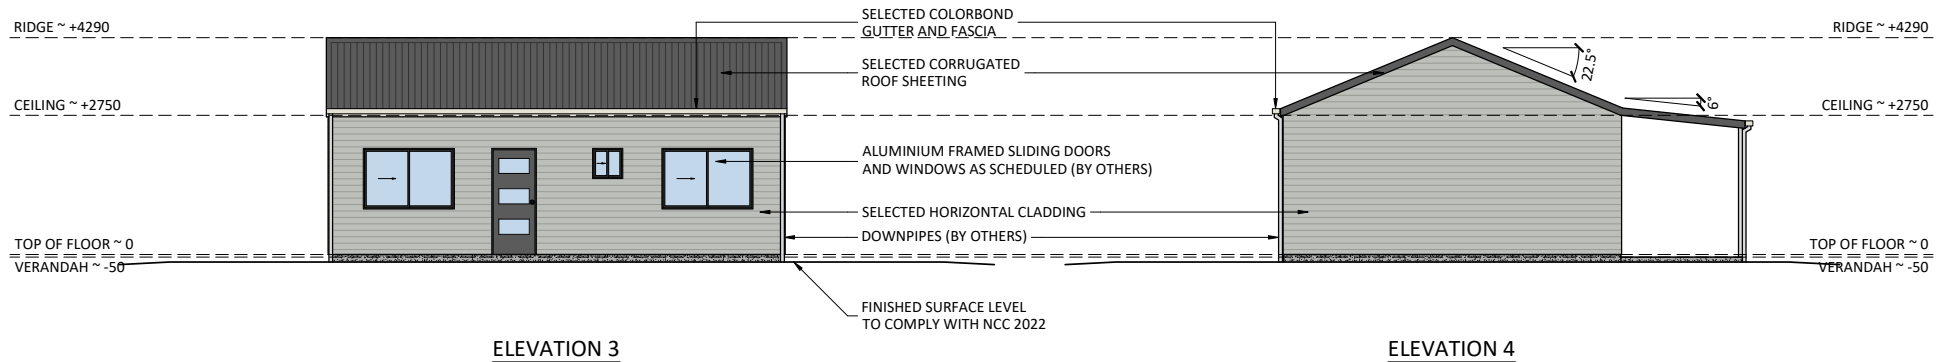 RIDGE ~ +4290
SELECTED COLORBOND
GUTTER AND FASCIA
RIDGE ~ +4290
SELECTED CORRUGATED
ROOF SHEETING
22.5°
CEILING ~ +2750
6°
CEILING ~ +2750
ALUMINIUM FRAMED SLIDING DOORS
AND WINDOWS AS SCHEDULED (BY OTHERS)
SELECTED HORIZONTAL CLADDING
DOWNPIPES (BY OTHERS)
TOP OF FLOOR ~ 0
VERANDAH ~ -50
TOP OF FLOOR ~ 0
VERANDAH ~ -50
FINISHED SURFACE LEVEL
TO COMPLY WITH NCC 2022
ELEVATION 3
ELEVATION 4